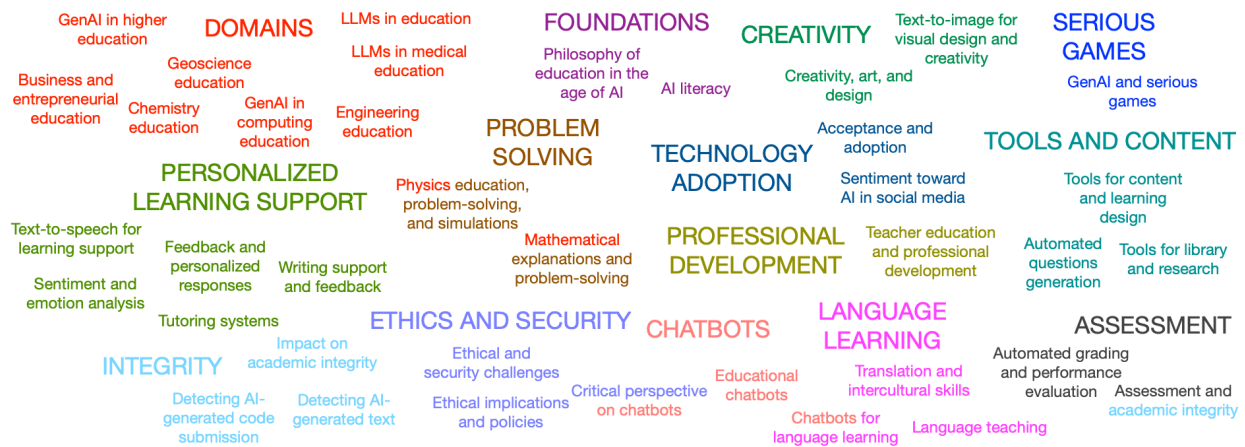 DOMAINS
GenAI in higher
education
LLMs in education
LLMs in medical
education
Geoscience
education
Business and
entrepreneurial
education
Chemistry
education
GenAI in
computing
education
Engineering
education
FOUNDATIONS
Philosophy of
education in the
age of AI
AI literacy
CREATIVITY
Text-to-image for
visual design and
creativity
Creativity, art, and
design
SERIOUS
GAMES
GenAI and serious
games
PROBLEM
SOLVING
Physics education,
problem-solving,
and simulations
Mathematical
explanations and
problem-solving
TECHNOLOGY
ADOPTION
Acceptance and
adoption
Sentiment toward
AI in social media
TOOLS AND CONTENT
Tools for content
and learning
design
Automated
questions
generation
Tools for library
and research
PERSONALIZED
LEARNING SUPPORT
Text-to-speech for
learning support
Feedback and
personalized
responses
Writing support
and feedback
Sentiment and
emotion analysis
Tutoring systems
PROFESSIONAL
DEVELOPMENT
Teacher education
and professional
development
ETHICS AND SECURITY
Ethical and
security challenges
Ethical implications
and policies
Critical perspective
on chatbots
CHATBOTS
Educational
chatbots
LANGUAGE
LEARNING
Translation and
intercultural skills
Chatbots for
language learning
Language teaching
ASSESSMENT
Automated grading
and performance
evaluation
Assessment and
academic integrity
INTEGRITY
Impact on
academic integrity
Detecting AI-
generated code
submission
Detecting AI-
generated text